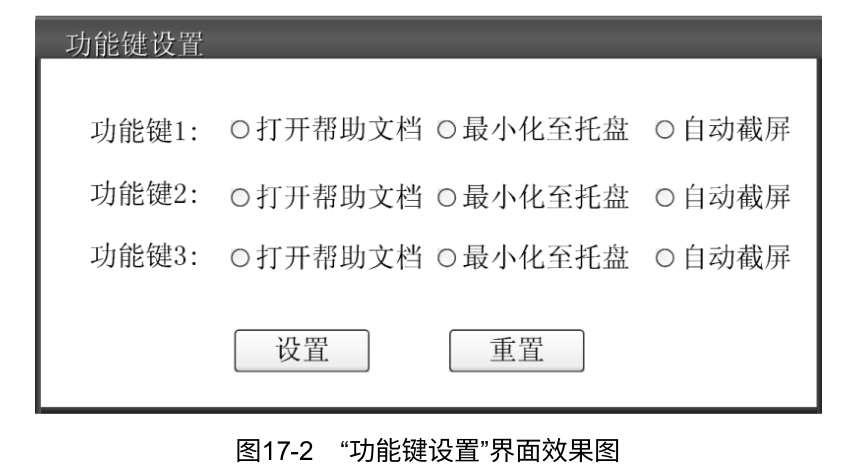 功能键设置
功能键1: 打开帮助文档 最小化至托盘 自动截屏
功能键2: 打开帮助文档 最小化至托盘 自动截屏
功能键3: 打开帮助文档 最小化至托盘 自动截屏
设置 重置
图17-2 “功能键设置”界面效果图